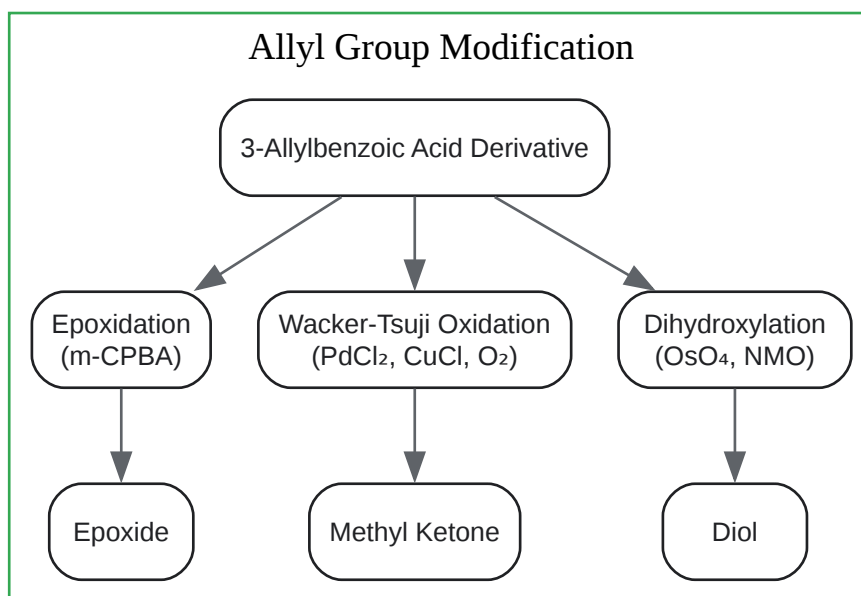 Allyl Group Modification
3-Allylbenzoic Acid Derivative
Epoxidation
(m-CPBA)
Wacker-Tsuji Oxidation
(PdCl₂, CuCl, O₂)
Dihydroxylation
(OsO₄, NMO)
Epoxide
Methyl Ketone
Diol